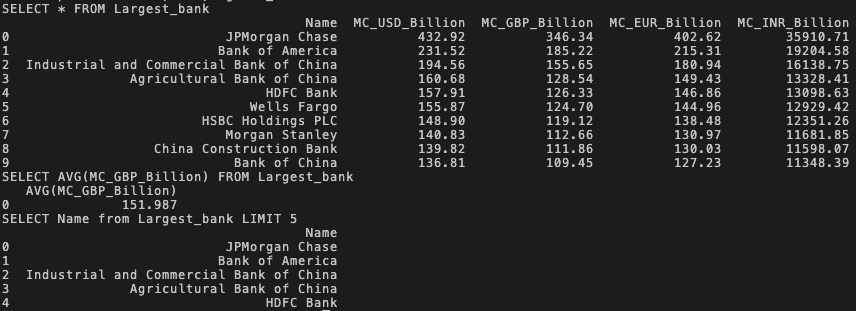 SELECT * FROM Largest_bank
Name MC_USD_Billion MC_GBP_Billion MC_EUR_Billion MC_INR_Billion
0 JPMorgan Chase 432.92 346.34 402.62 35910.71
1 Bank of America 231.52 185.22 215.31 19204.58
2 Industrial and Commercial Bank of China 194.56 155.65 180.94 16138.75
3 Agricultural Bank of China 160.68 128.54 149.43 13328.41
4 HDFC Bank 157.91 126.33 146.86 13098.63
5 Wells Fargo 155.87 124.70 144.96 12929.42
6 HSBC Holdings PLC 148.90 119.12 138.48 12351.26
7 Morgan Stanley 140.83 112.66 130.97 11681.85
8 China Construction Bank 139.82 111.86 130.03 11598.07
9 Bank of China 136.81 109.45 127.23 11348.39
SELECT AVG(MC_GBP_Billion) FROM Largest_bank
AVG(MC_GBP_Billion)
0 151.987
SELECT Name from Largest_bank LIMIT 5
Name
0 JPMorgan Chase
1 Bank of America
2 Industrial and Commercial Bank of China
3 Agricultural Bank of China
4 HDFC Bank